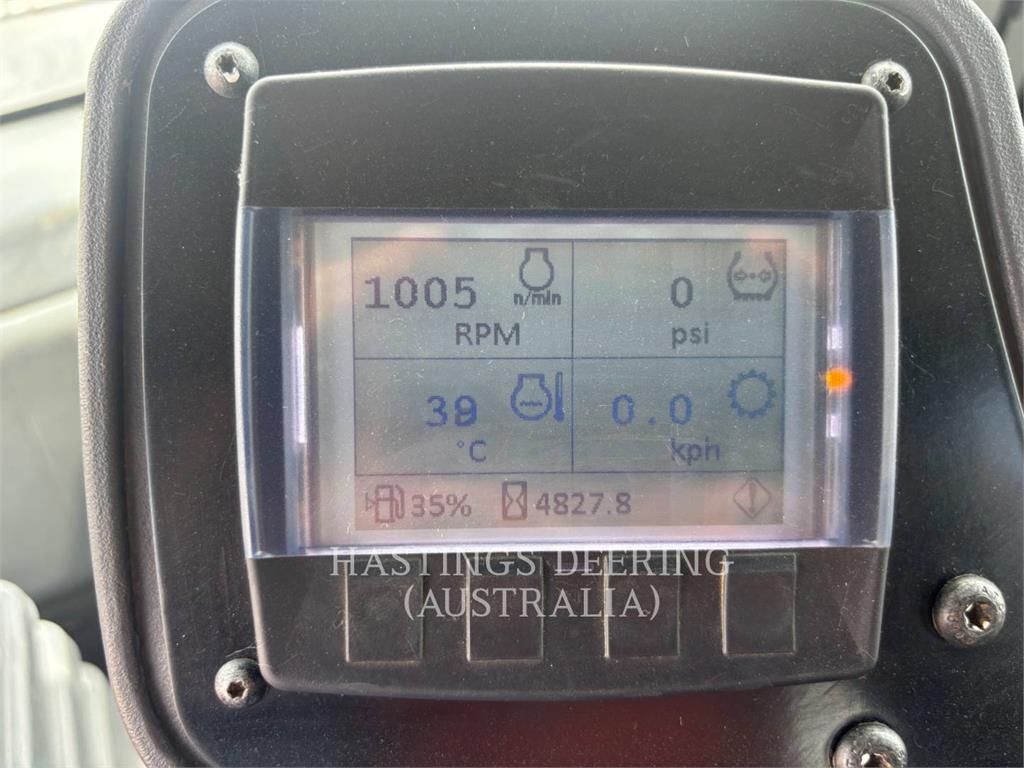 1005 n/min
RPM
0
psi
39
°C
0.0
kph
35% 4827.8
HASTINGS DEERING
(AUSTRALIA)